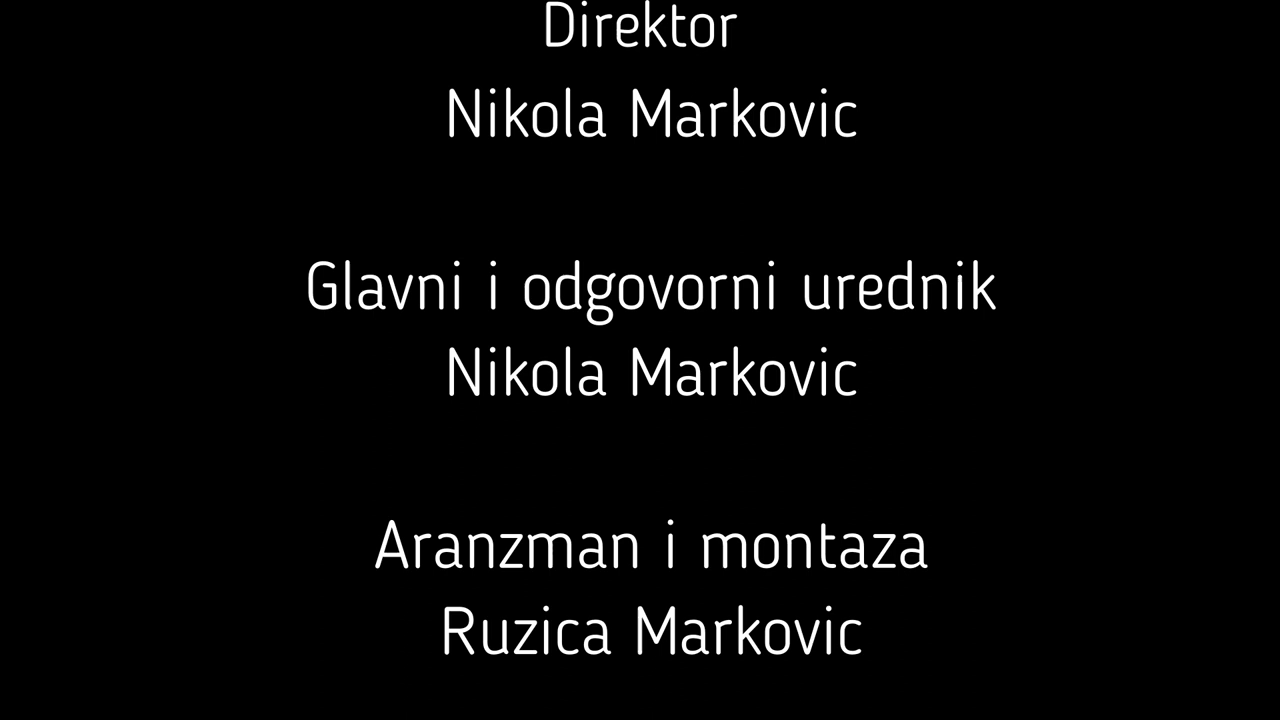 Direktor
Nikola Markovic
Glavni i odgovorni urednik
Nikola Markovic
Aranzman i montaza
Ruzica Markovic